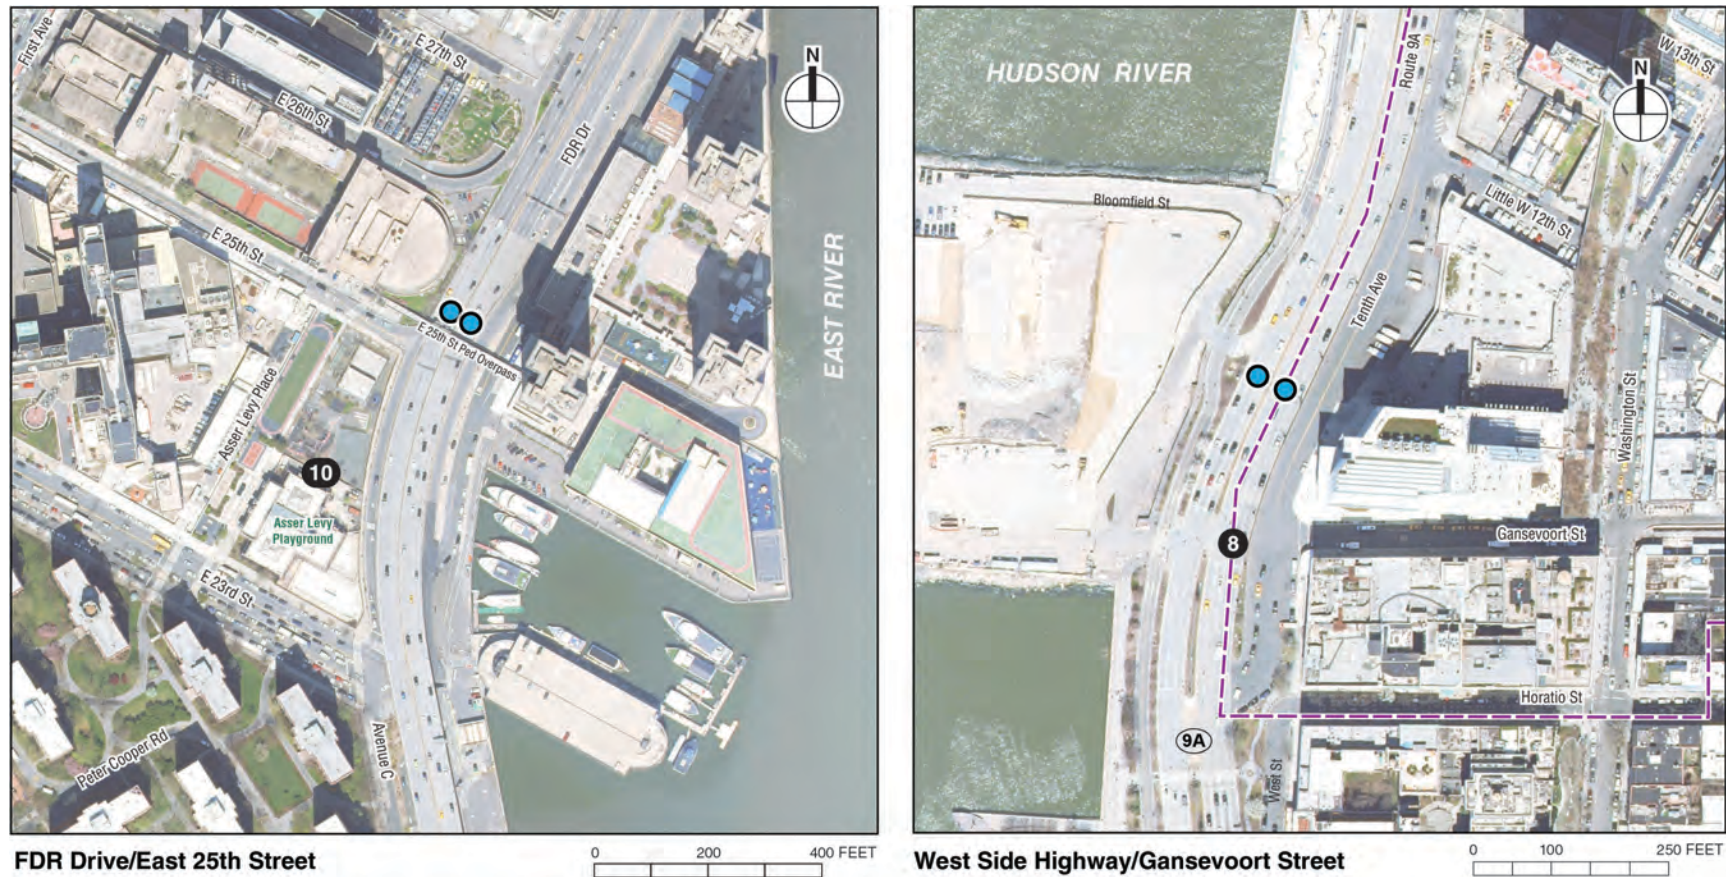 First Ave
E 27th St
N
E 26th St
FDR Dr
E 25th St
E 25th St Ped Overpass
EAST RIVER
Asser Levy Place
10
Asser Levy
Playground
E 23rd St
Peter Cooper Rd
Avenue C
FDR Drive/East 25th Street
0 200 400 FEET
HUDSON RIVER
Route 9A
W 13th St
N
Bloomfield St
Little W 12th St
Tenth Ave
Washington St
8
Gansevoort St
Horatio St
9A
West St
West Side Highway/Gansevoort Street
0 100 250 FEET